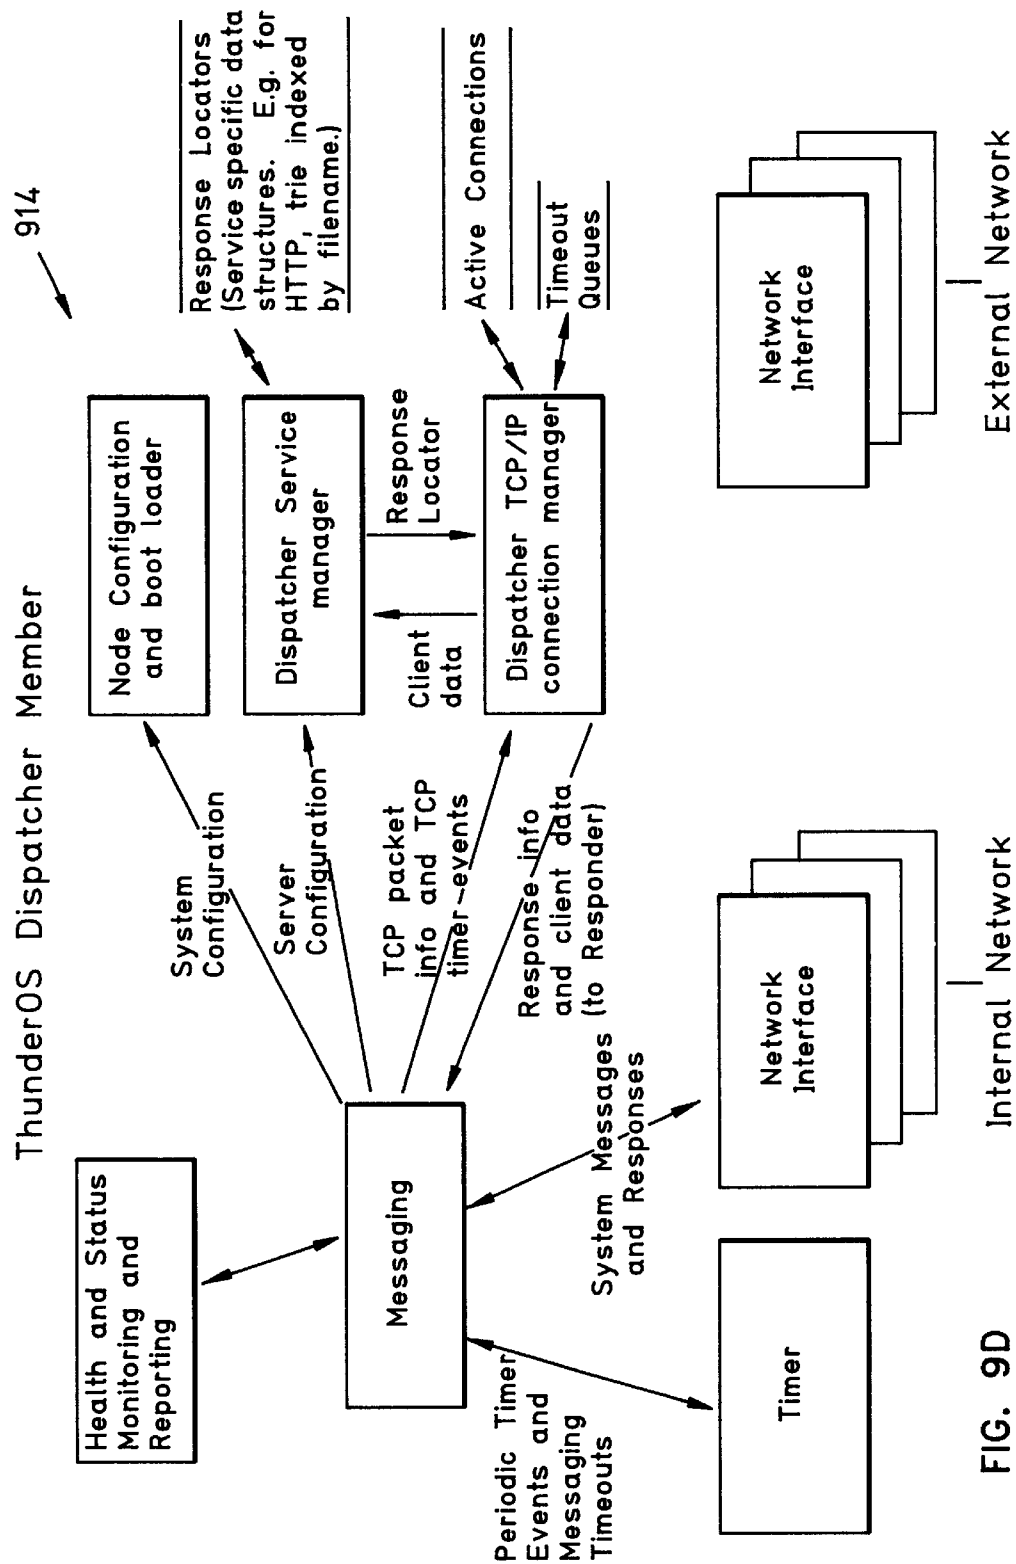 ThunderOS Dispatcher Member
914
Health and Status
Monitoring and
Reporting
Node Configuration
and boot loader
System
Configuration
Response Locators
(Service specific data
structures. E.g. for
HTTP, trie indexed
by filename.)
Server
Configuration
Dispatcher Service
manager
Messaging
TCP packet
info and TCP
timer events
Client
data
Response
Locator
Active Connections
Dispatcher TCP/IP
connection manager
Timeout
Queues
Response info
and client data
(to Responder)
Periodic Timer
Events and
Messaging
Timeouts
System Messages
and Responses
Timer
Network
Interface
Network
Interface
Internal Network
External Network
FIG. 9D